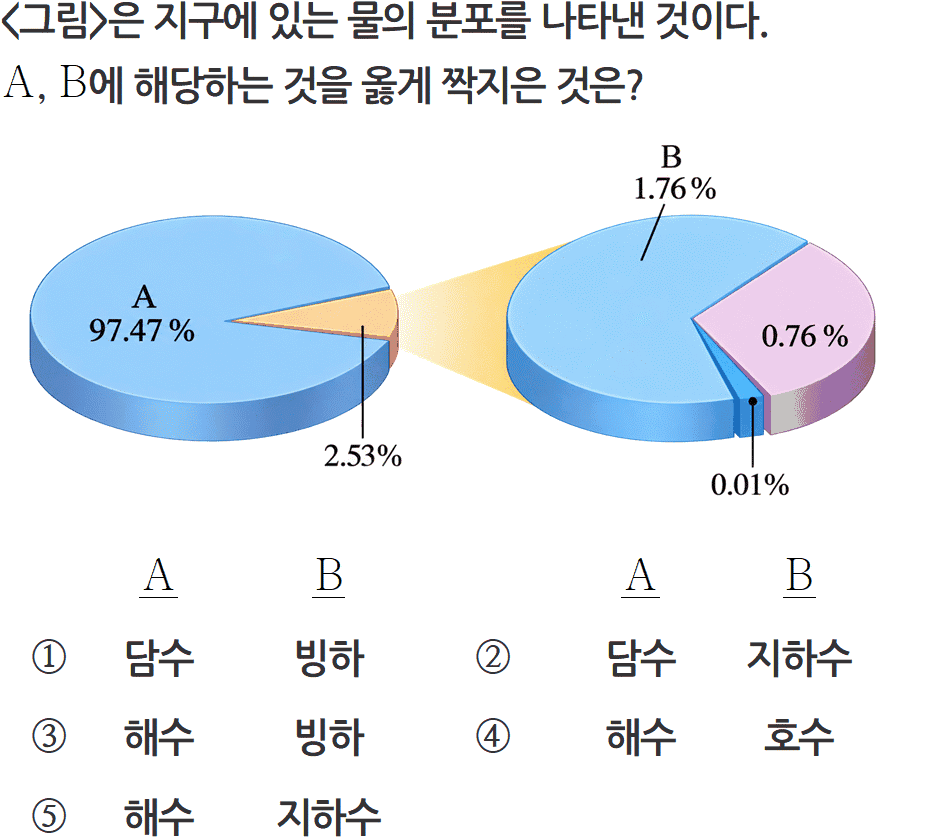 <그림>은 지구에 있는 물의 분포를 나타낸 것이다.
A, B에 해당하는 것을 옳게 짝지은 것은?
B
1.76 %
A
97.47 %
0.76 %
2.53%
0.01%
A B A B
① 담수 빙하 ② 담수 지하수
③ 해수 빙하 ④ 해수 호수
⑤ 해수 지하수